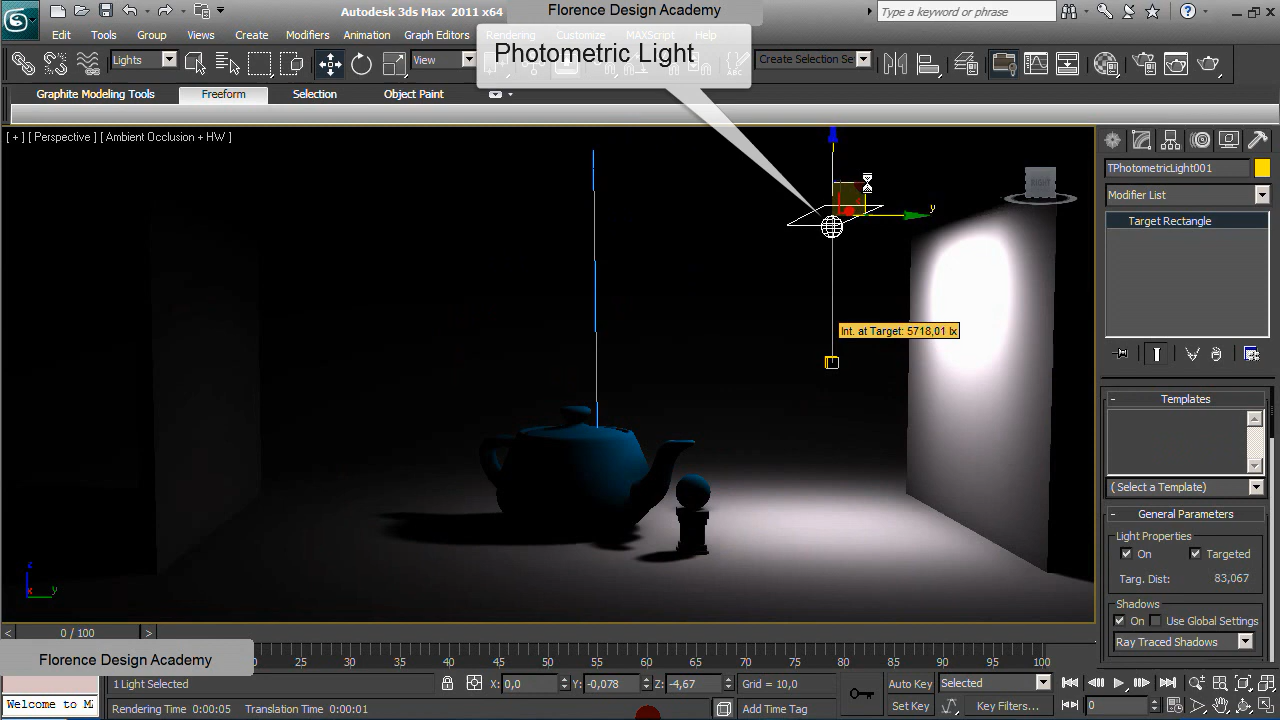 Autodesk 3ds Max 2011 x64
Florence Design Academy
Type a keyword or phrase
Edit Tools Group Views Create Modifiers Animation Graph Editors Rendering Customize MAXScript Help
Photometric Light
Lights
View
Create Selection Se
Graphite Modeling Tools Freeform Selection Object Paint
[ + ] [ Perspective ] [ Ambient Occlusion + HW ]
RIGHT
y
Int. at Target: 5718,01 lx
z
x y
TPhotometricLight001
Modifier List
Target Rectangle
- Templates
( Select a Template)
- General Parameters
Light Properties
On Targeted
Targ. Dist: 83,067
Shadows
On Use Global Settings
Ray Traced Shadows
< 0 / 100 >
Florence Design Academy
25 30 35 40 45 50 55 60 65 70 75 80 85 90 95 100
1 Light Selected
X: 0,0 Y: -0,078 Z: -4,67
Grid = 10,0
Auto Key Selected
Welcome to MA
Rendering Time 0:00:05 Translation Time 0:00:01
Add Time Tag
Set Key Key Filters...
0